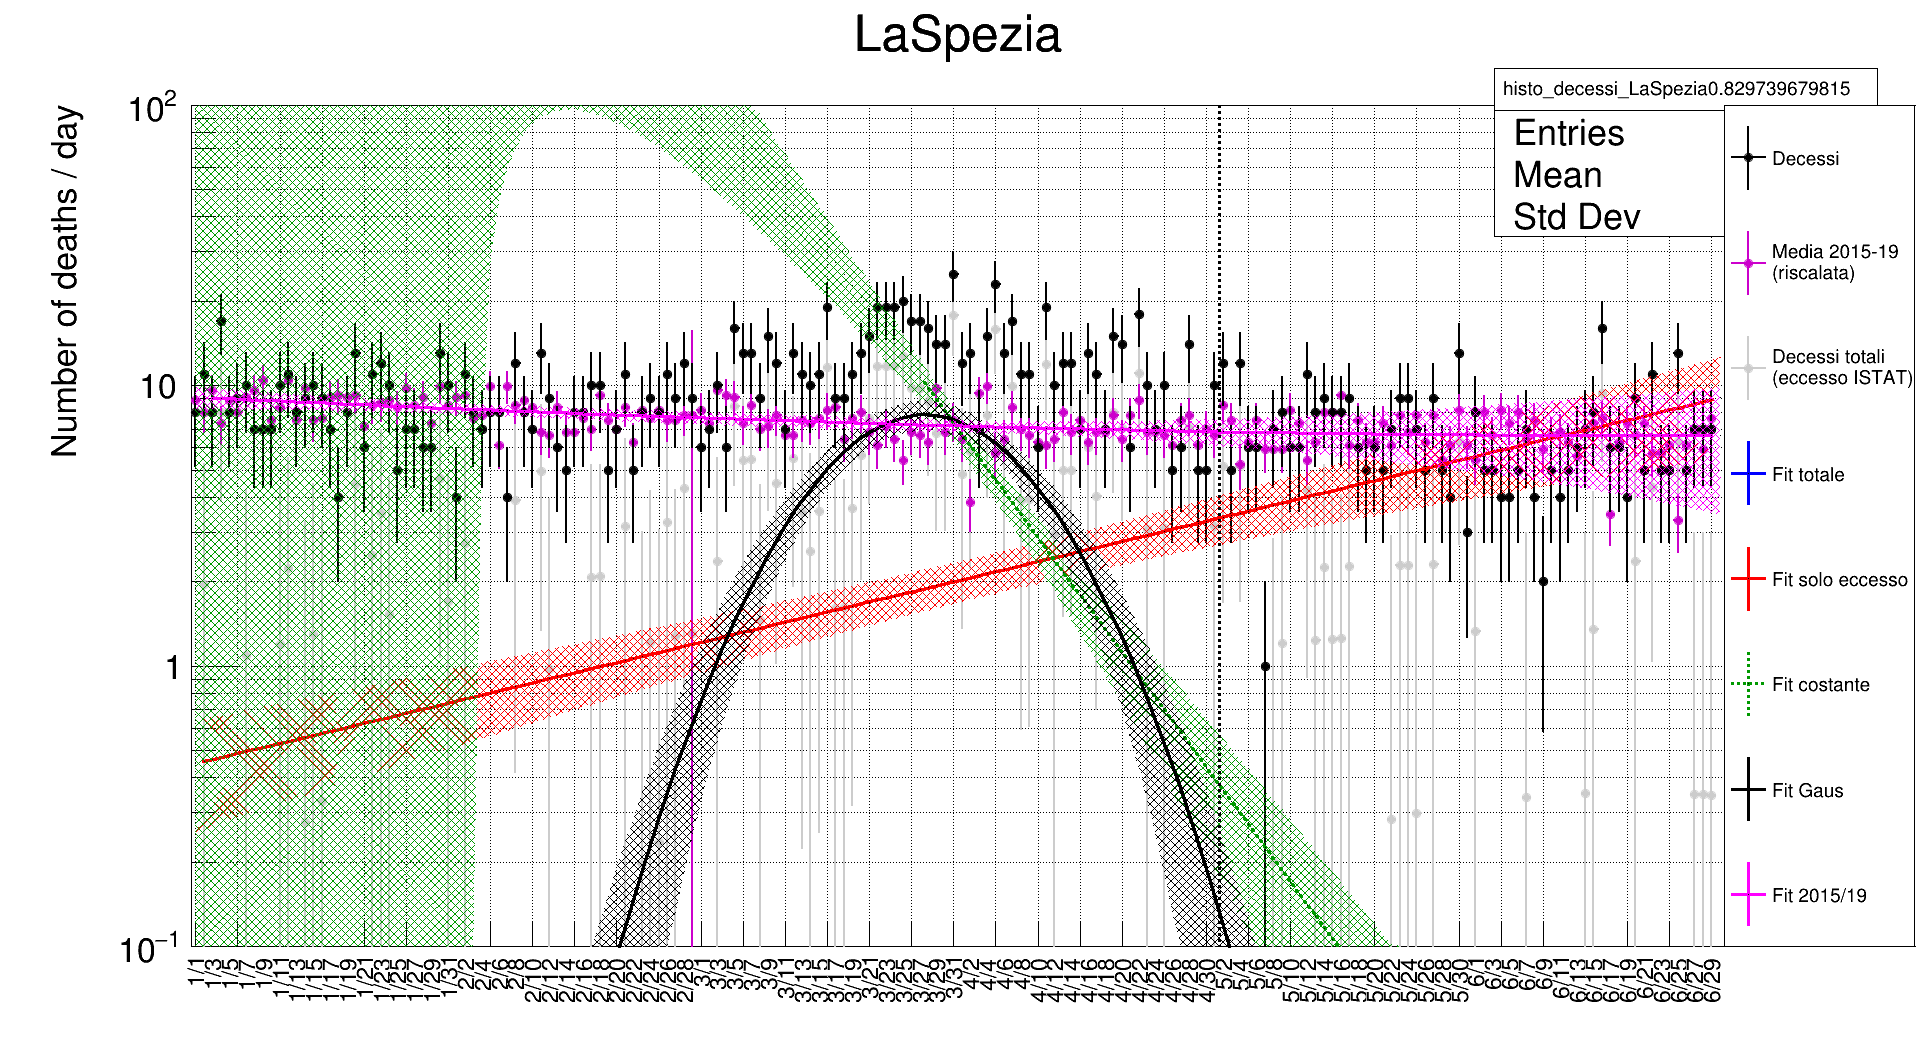 LaSpezia
histo_decessi_LaSpezia0.829739679815
Entries
Mean
Std Dev
Number of deaths / day
10²
10
1
10⁻¹
1/1 1/3 1/5 1/7 1/9 1/11 1/13 1/15 1/17 1/19 1/21 1/23 1/25 1/27 1/29 1/31 2/2 2/4 2/6 2/8 2/10 2/12 2/14 2/16 2/18 2/20 2/22 2/24 2/26 2/28 3/1 3/3 3/5 3/7 3/9 3/11 3/13 3/15 3/17 3/19 3/21 3/23 3/25 3/27 3/29 3/31 4/2 4/4 4/6 4/8 4/10 4/12 4/14 4/16 4/18 4/20 4/22 4/24 4/26 4/28 4/30 5/2 5/4 5/6 5/8 5/10 5/12 5/14 5/16 5/18 5/20 5/22 5/24 5/26 5/28 5/30 6/1 6/3 6/5 6/7 6/9 6/11 6/13 6/15 6/17 6/19 6/21 6/23 6/25 6/27 6/29
Decessi
Media 2015-19
(riscalata)
Decessi totali
(eccesso ISTAT)
Fit totale
Fit solo eccesso
Fit costante
Fit Gaus
Fit 2015/19